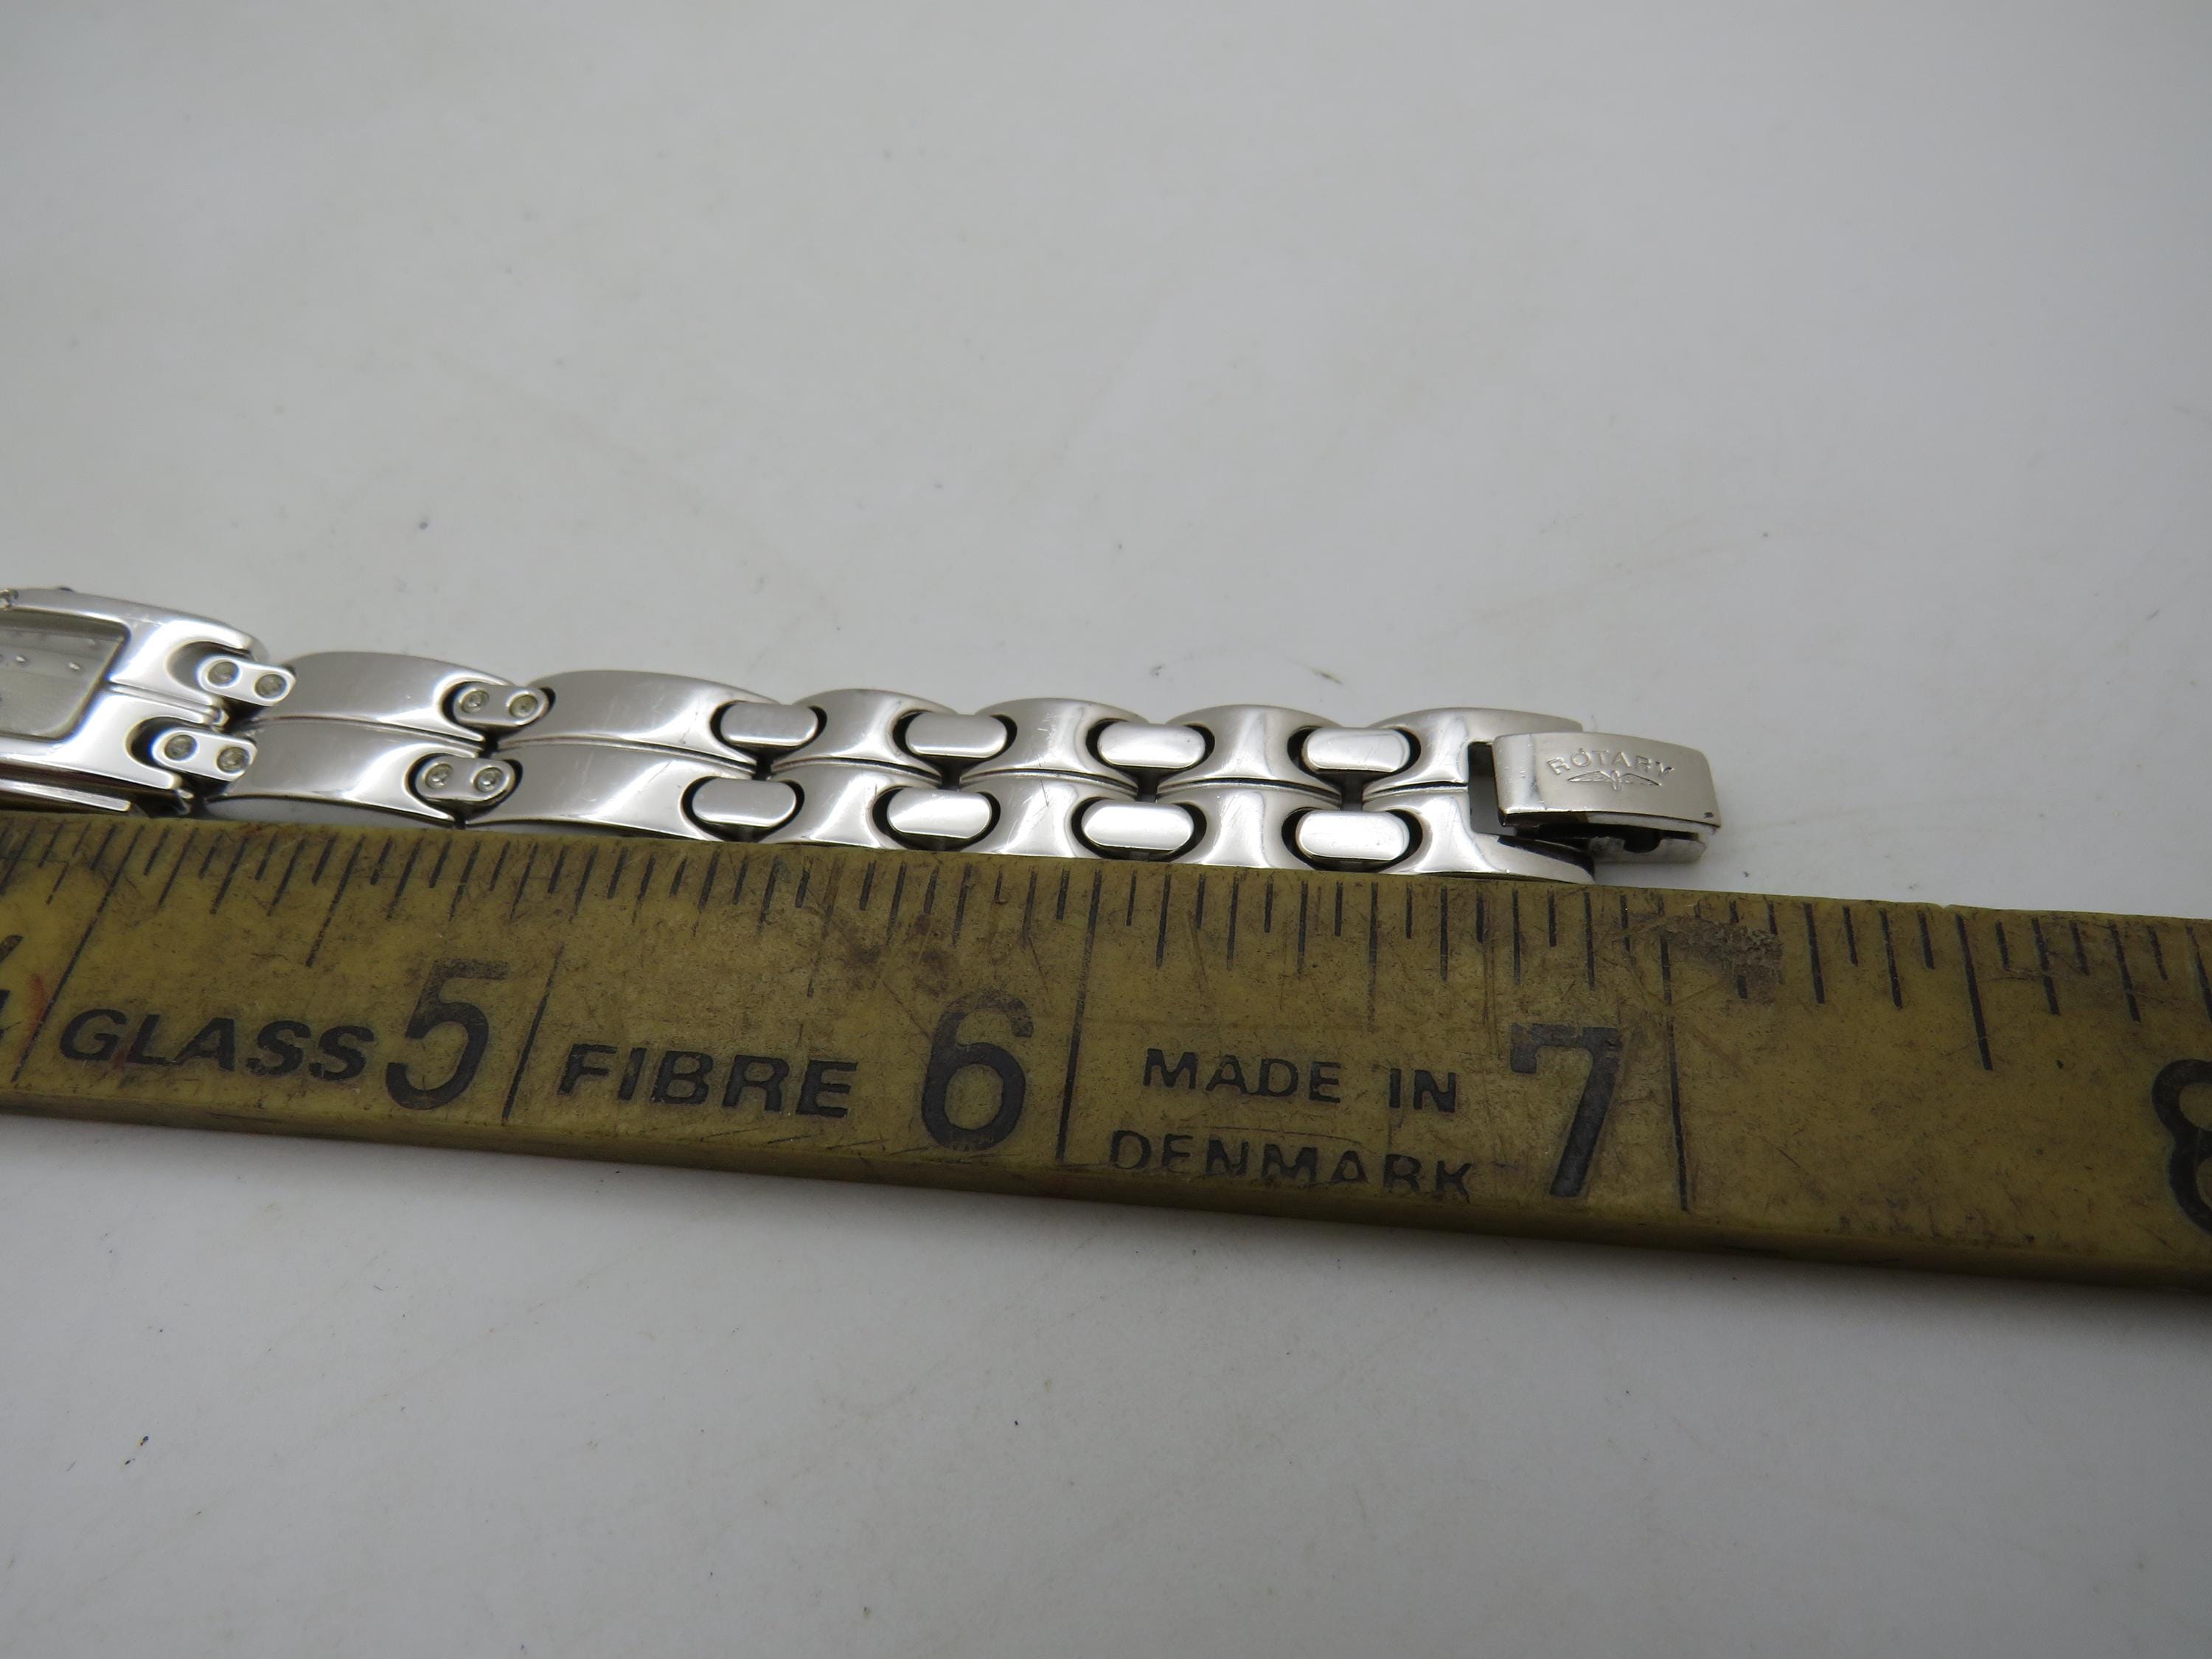 ROTARY
GLASS 5 FIBRE 6 MADE IN 7 8
DENMARK